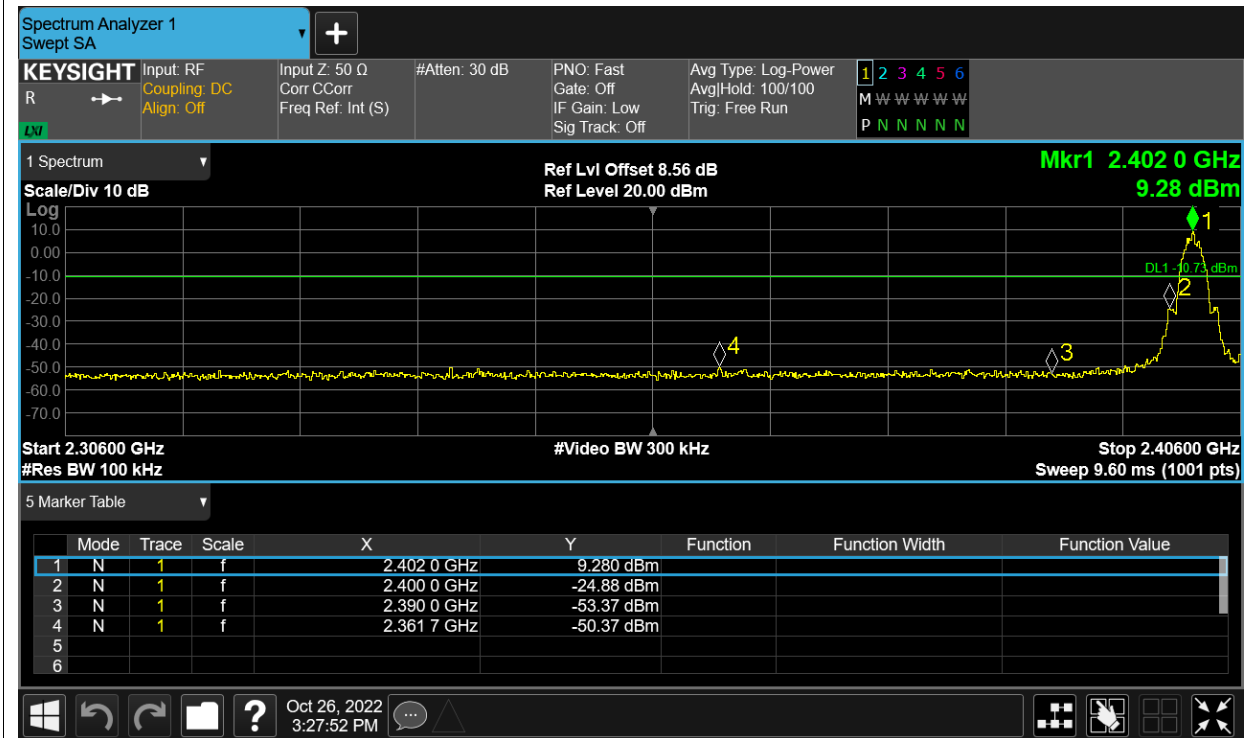 Spectrum Analyzer 1
Swept SA
+
KEYSIGHT
R
LXI
Input: RF
Coupling: DC
Align: Off
Input Z: 50 Ω
Corr CCorr
Freq Ref: Int (S)
#Atten: 30 dB
PNO: Fast
Gate: Off
IF Gain: Low
Sig Track: Off
Avg Type: Log-Power
Avg|Hold: 100/100
Trig: Free Run
1 2 3 4 5 6
M W W W W W
P N N N N N
1 Spectrum
Scale/Div 10 dB
Ref Lvl Offset 8.56 dB
Ref Level 20.00 dBm
Mkr1 2.402 0 GHz
9.28 dBm
Log
10.0
0.00
-10.0
-20.0
-30.0
-40.0
-50.0
-60.0
-70.0
1
DL1 -10.73 dBm
2
4
3
Start 2.30600 GHz
#Video BW 300 kHz
Stop 2.40600 GHz
#Res BW 100 kHz
Sweep 9.60 ms (1001 pts)
5 Marker Table
Mode Trace Scale X Y Function Function Width Function Value
1 N 1 f 2.402 0 GHz 9.280 dBm
2 N 1 f 2.400 0 GHz -24.88 dBm
3 N 1 f 2.390 0 GHz -53.37 dBm
4 N 1 f 2.361 7 GHz -50.37 dBm
5
6
?
Oct 26, 2022
3:27:52 PM